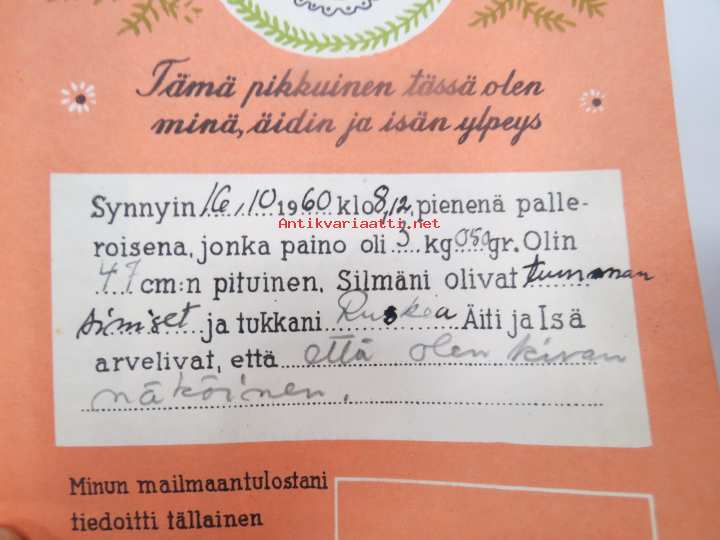 Tämä pikkuinen tässä olen
minä, äidin ja isän ylpeys
Synnyin 16.10 1960 klo 8,12. pienenä palle-
Antikvariaatti.net
roisena, jonka paino oli 3 kg 050 gr. Olin
47 cm:n pituinen. Silmäni olivat tumman
simiset ja tukkani Ruskea Äiti ja Isä
arvelivat, että että olen kivan
näköinen.
Minun mailmaantulostani
tiedoitti tällainen